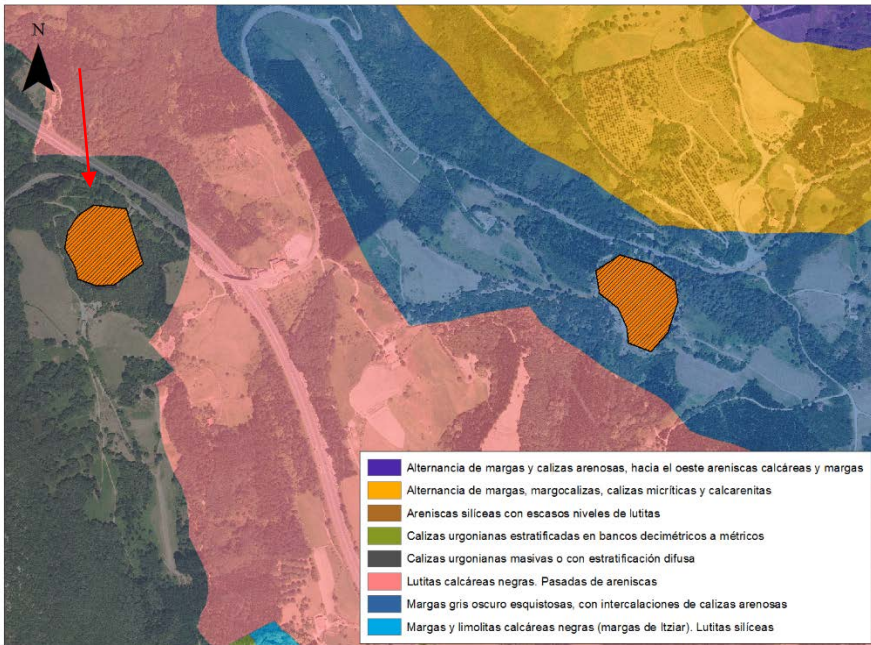 N
Alternancia de margas y calizas arenosas, hacia el oeste areniscas calcáreas y margas
Alternancia de margas, margocalizas, calizas micríticas y calcarenitas
Areniscas silíceas con escasos niveles de lutitas
Calizas urgonianas estratificadas en bancos decimétricos a métricos
Calizas urgonianas masivas o con estratificación difusa
Lutitas calcáreas negras. Pasadas de areniscas
Margas gris oscuro esquistosas, con intercalaciones de calizas arenosas
Margas y limolitas calcáreas negras (margas de Itziar). Lutitas silíceas